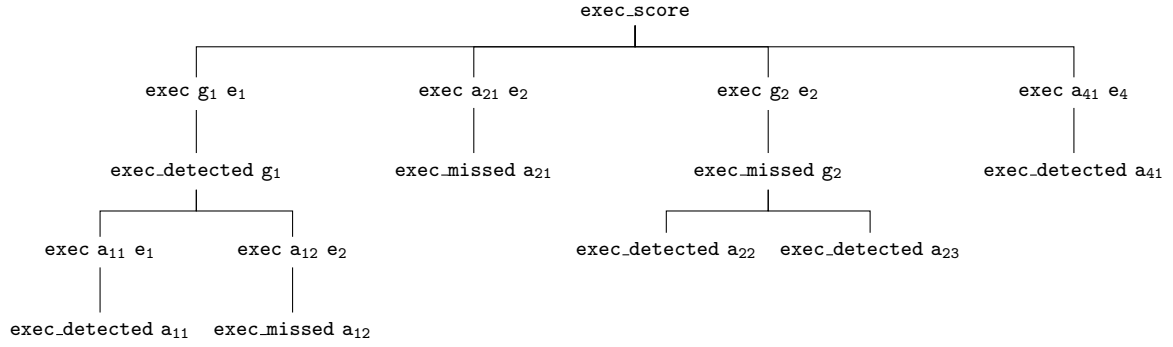 exec_score
exec g₁ e₁ exec a₂₁ e₂ exec g₂ e₂ exec a₄₁ e₄
exec_detected g₁ exec_missed a₂₁ exec_missed g₂ exec_detected a₄₁
exec a₁₁ e₁ exec a₁₂ e₂ exec_detected a₂₂ exec_detected a₂₃
exec_detected a₁₁ exec_missed a₁₂